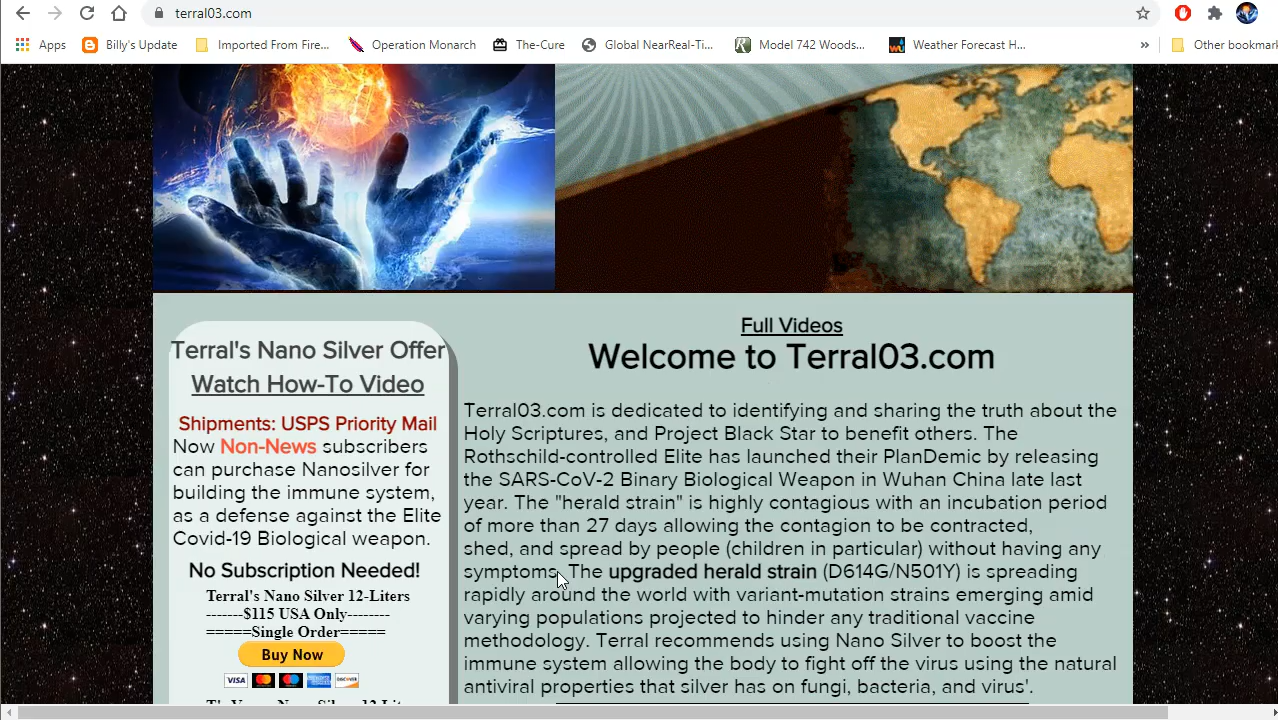 terral03.com
Apps
Billy's Update
Imported From Fire...
Operation Monarch
The-Cure
Global NearReal-Ti...
Model 742 Woods...
Weather Forecast H...
»
Other bookmar
Terral's Nano Silver Offer
Watch How-To Video
Shipments: USPS Priority Mail
Now Non-News subscribers
can purchase Nanosilver for
building the immune system,
as a defense against the Elite
Covid-19 Biological weapon.
No Subscription Needed!
Terral's Nano Silver 12-Liters
-------$115 USA Only--------
=====Single Order=====
Buy Now
VISA
DISCOVER
Full Videos
Welcome to Terral03.com
Terral03.com is dedicated to identifying and sharing the truth about the
Holy Scriptures, and Project Black Star to benefit others. The
Rothschild-controlled Elite has launched their PlanDemic by releasing
the SARS-CoV-2 Binary Biological Weapon in Wuhan China late last
year. The "herald strain" is highly contagious with an incubation period
of more than 27 days allowing the contagion to be contracted,
shed, and spread by people (children in particular) without having any
symptoms. The upgraded herald strain (D614G/N501Y) is spreading
rapidly around the world with variant-mutation strains emerging amid
varying populations projected to hinder any traditional vaccine
methodology. Terral recommends using Nano Silver to boost the
immune system allowing the body to fight off the virus using the natural
antiviral properties that silver has on fungi, bacteria, and virus'.